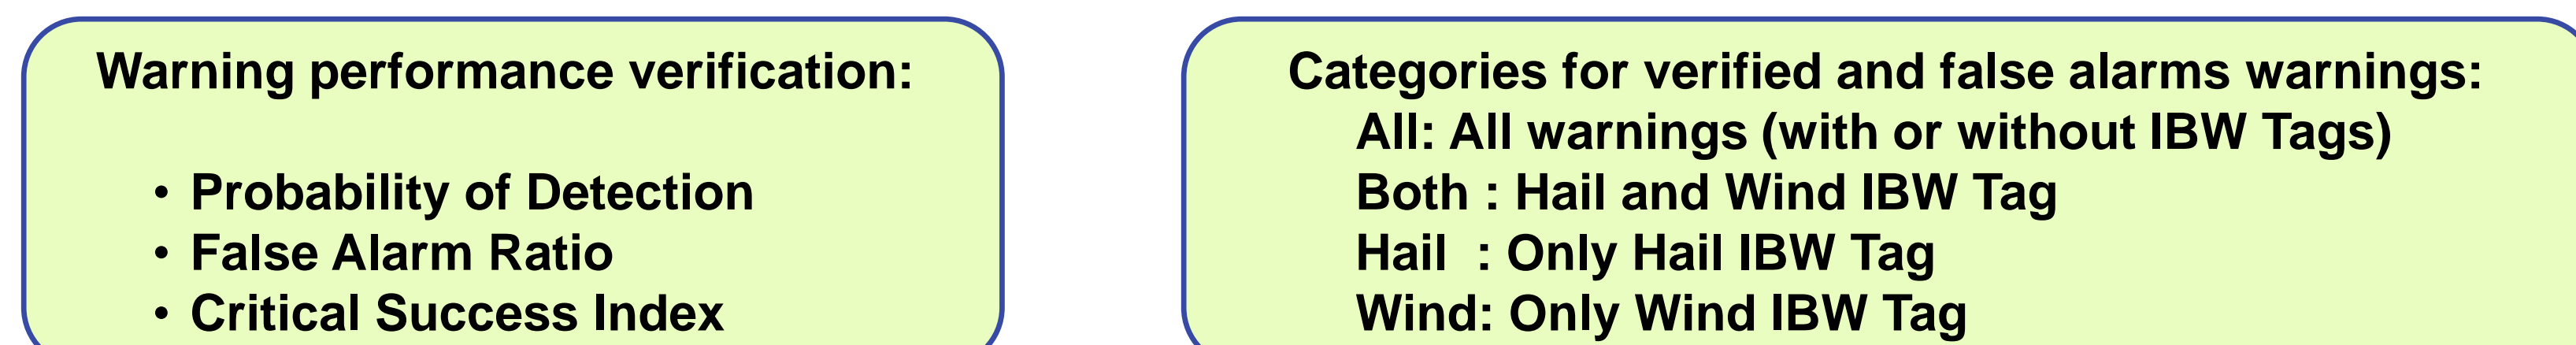 Warning performance verification:
• Probability of Detection
• False Alarm Ratio
• Critical Success Index
Categories for verified and false alarms warnings:
All: All warnings (with or without IBW Tags)
Both : Hail and Wind IBW Tag
Hail  : Only Hail IBW Tag
Wind: Only Wind IBW Tag